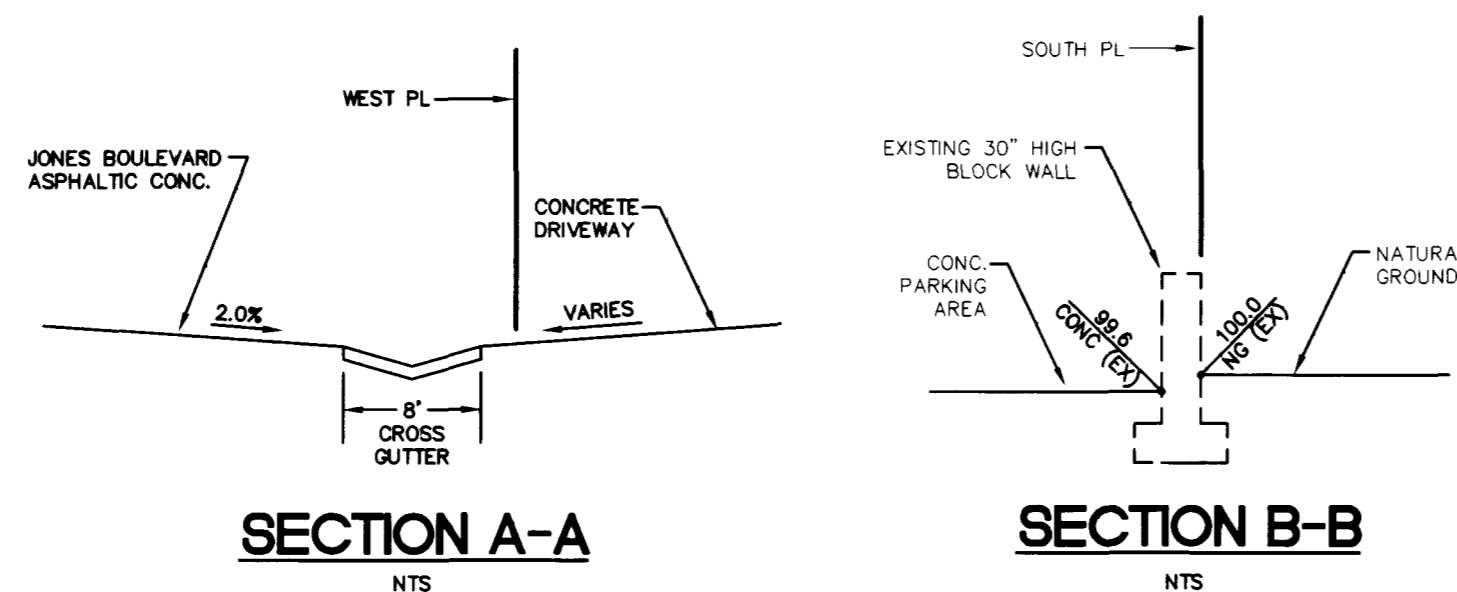 WEST PL
JONES BOULEVARD
ASPHALTIC CONC.
CONCRETE
DRIVEWAY
2.0%
VARIES
8'
CROSS
GUTTER
SECTION A-A
NTS
SOUTH PL
EXISTING 30" HIGH
BLOCK WALL
CONC.
PARKING
AREA
NATURA
GROUND
99.6
CONC (EX)
100.0
NG (EX)
SECTION B-B
NTS